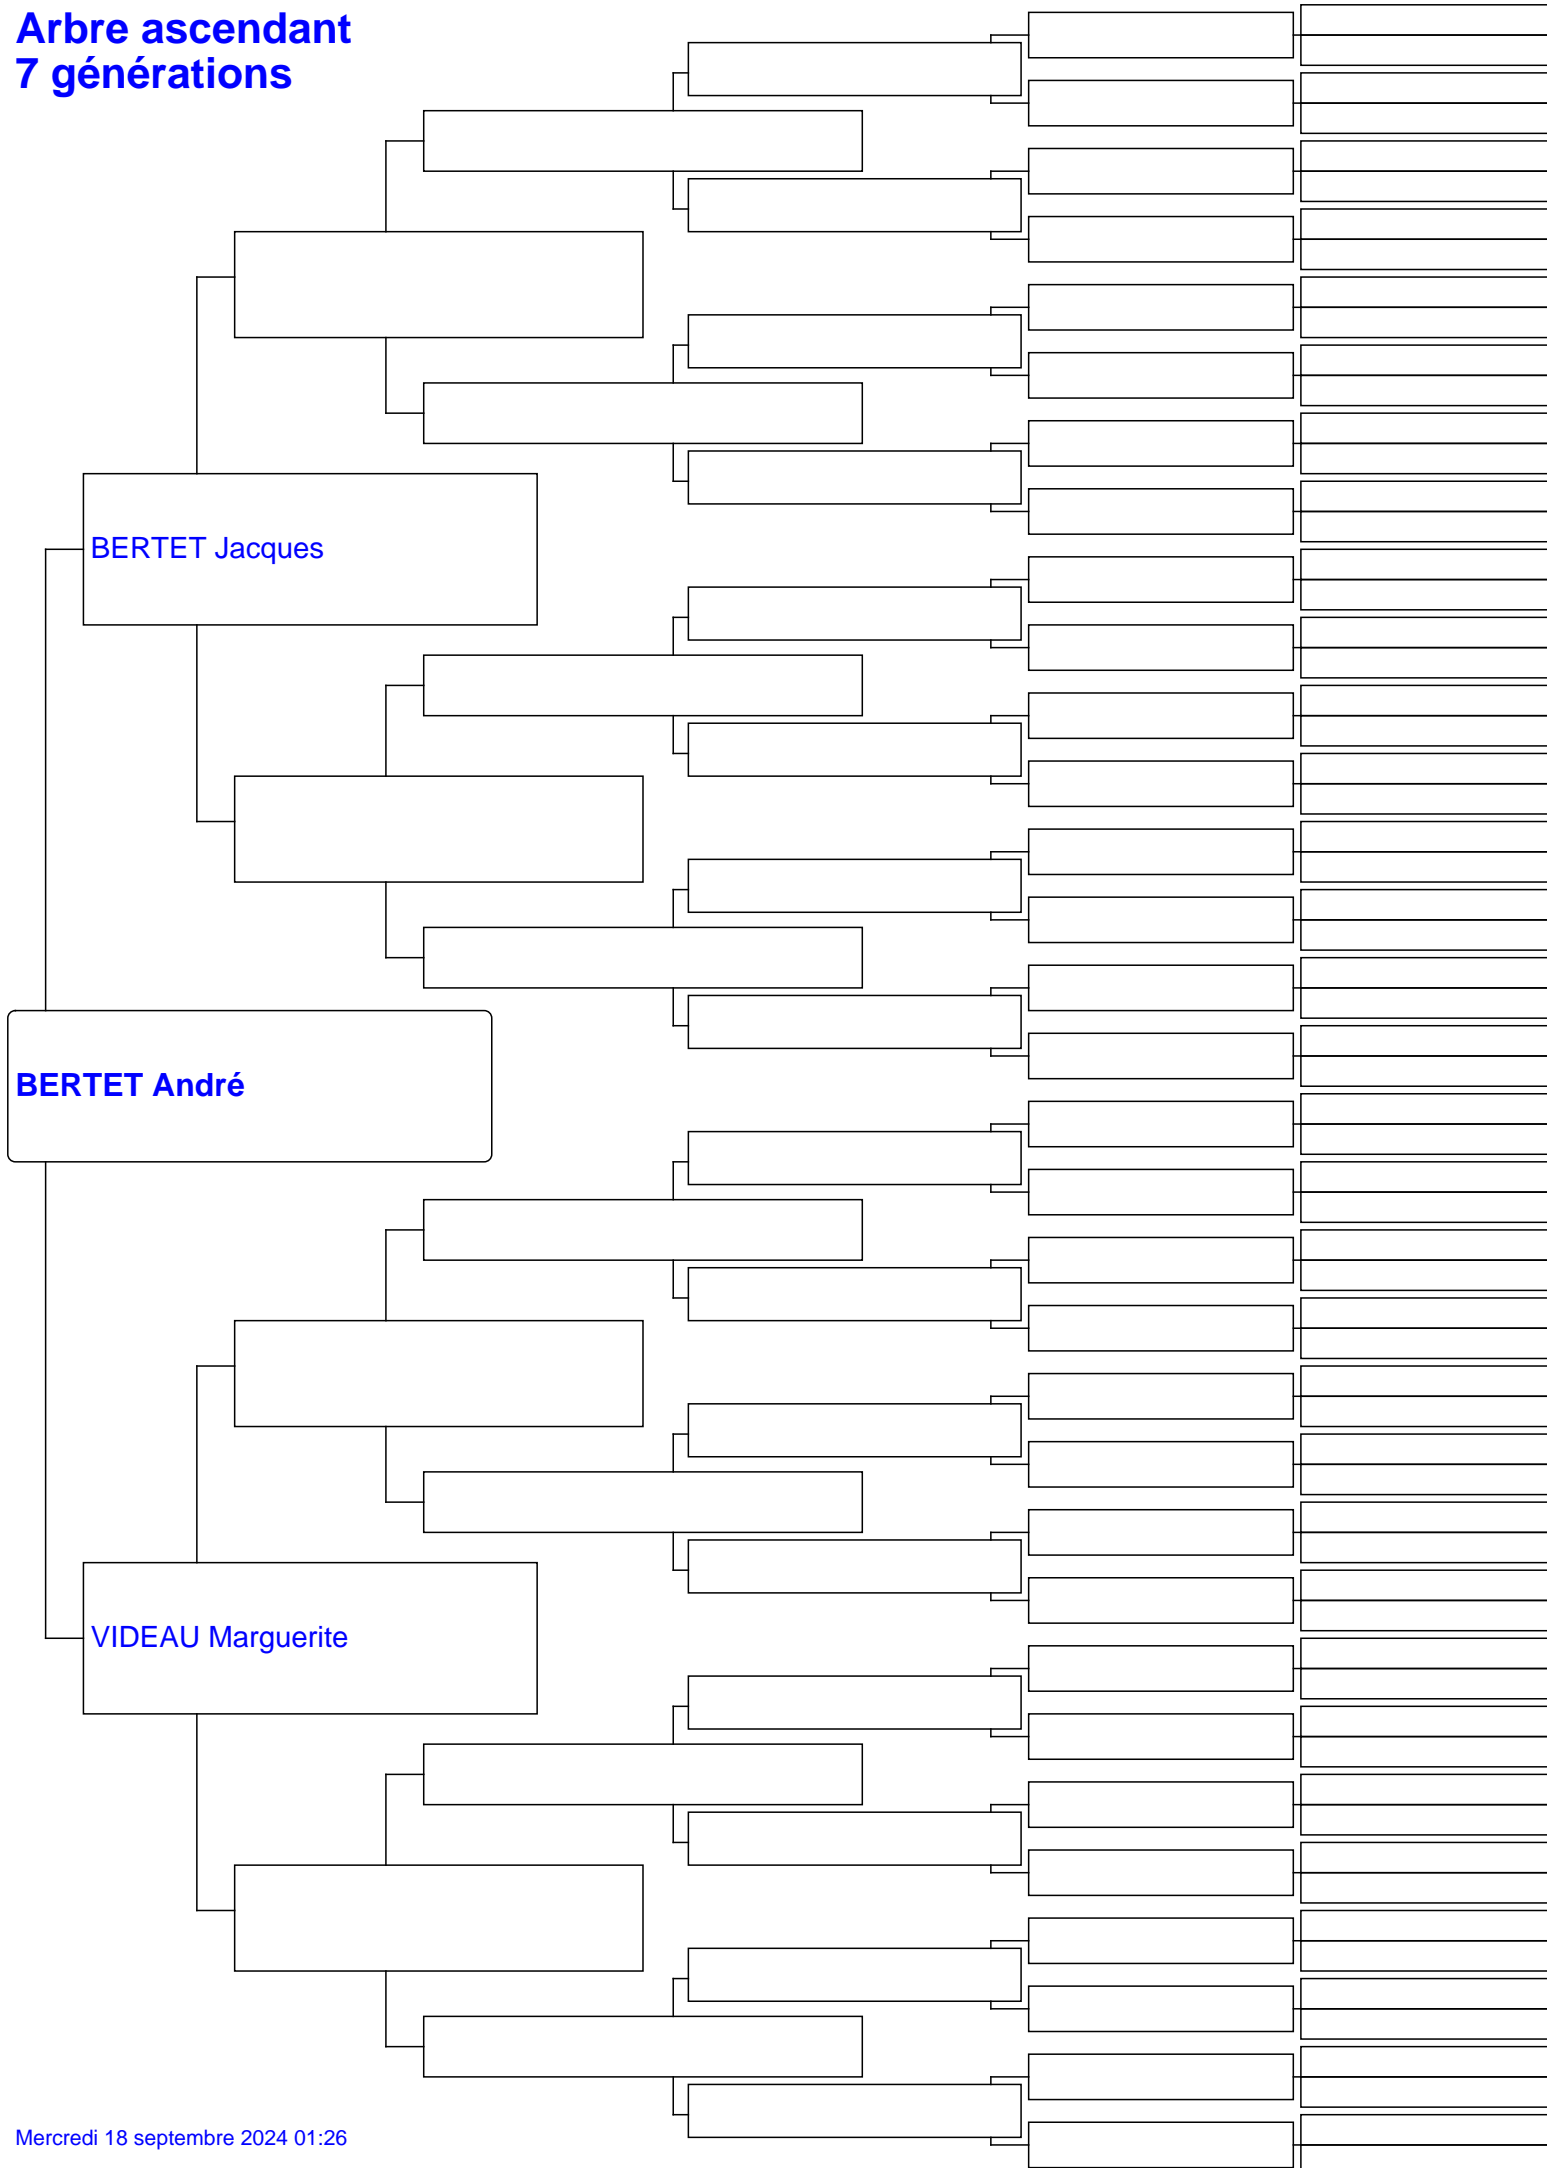 Arbre ascendant
7 générations
BERTET Jacques
BERTET André
VIDEAU Marguerite
Mercredi 18 septembre 2024 01:26